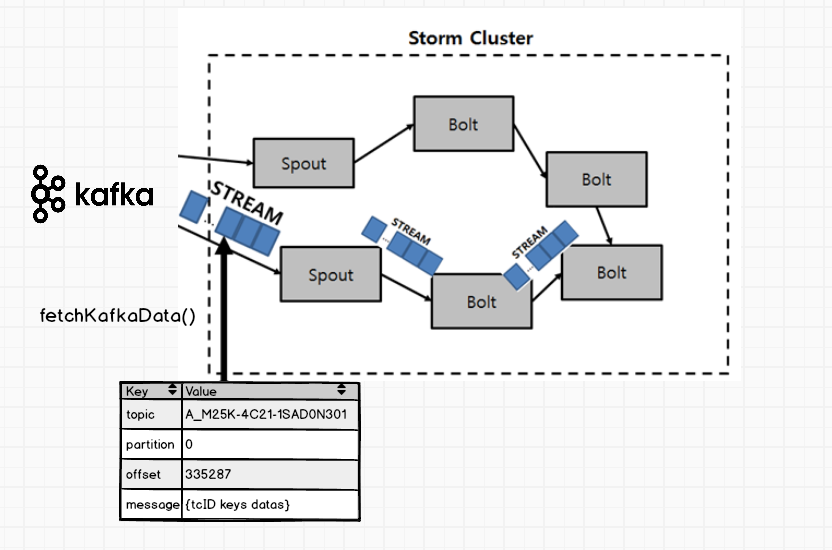 Storm Cluster
Bolt
Spout
Bolt
kafka
STREAM
STREAM
STREAM
Spout
Bolt
Bolt
fetchKafkaData()
Key Value
topic A_M25K-4C21-1SAD0N301
partition 0
offset 335287
message {tcID keys datas}